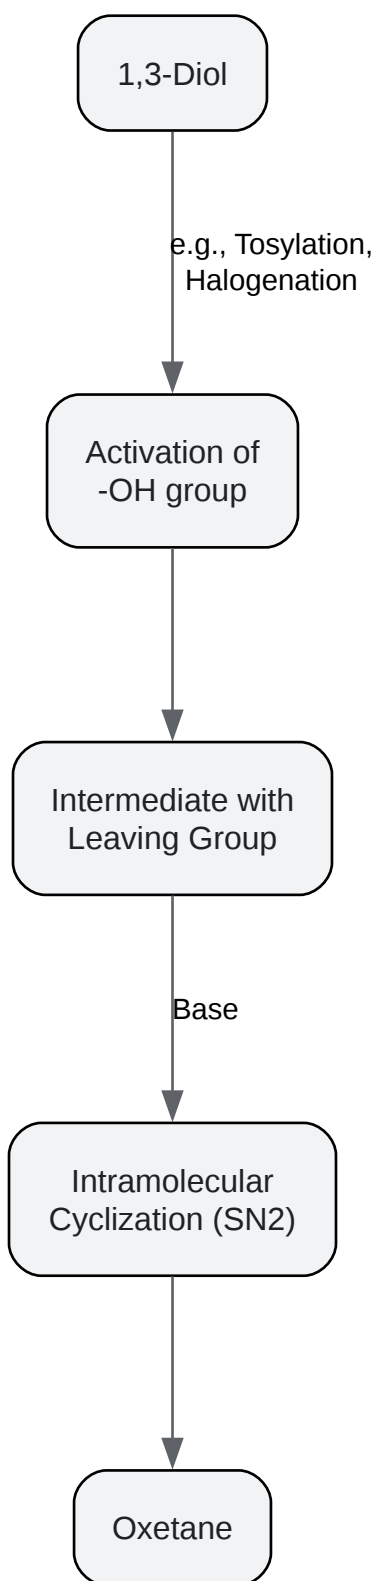 1,3-Diol
e.g., Tosylation,
Halogenation
Activation of
-OH group
Intermediate with
Leaving Group
Base
Intramolecular
Cyclization (SN2)
Oxetane